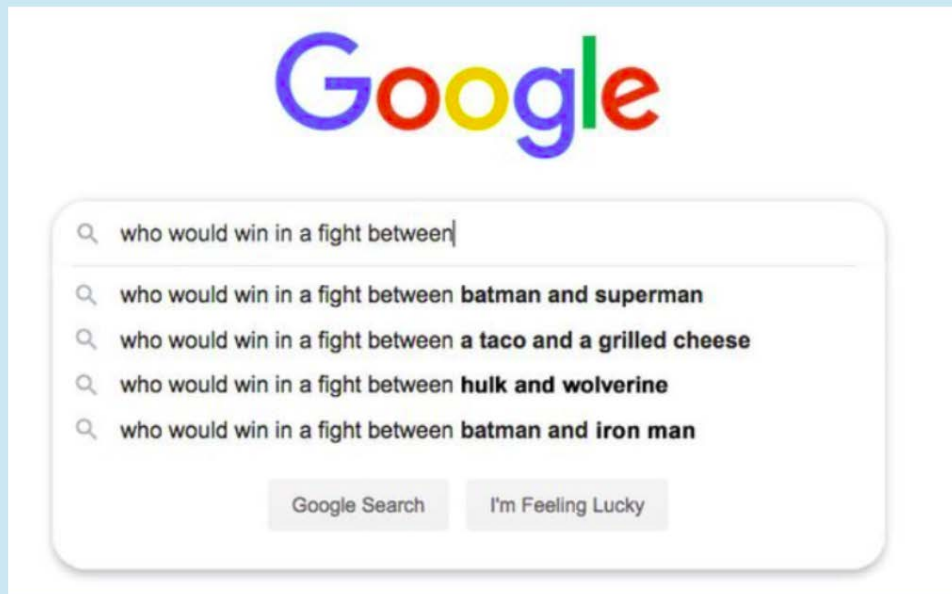 Google
who would win in a fight between
who would win in a fight between batman and superman
who would win in a fight between a taco and a grilled cheese
who would win in a fight between hulk and wolverine
who would win in a fight between batman and iron man
Google Search I'm Feeling Lucky